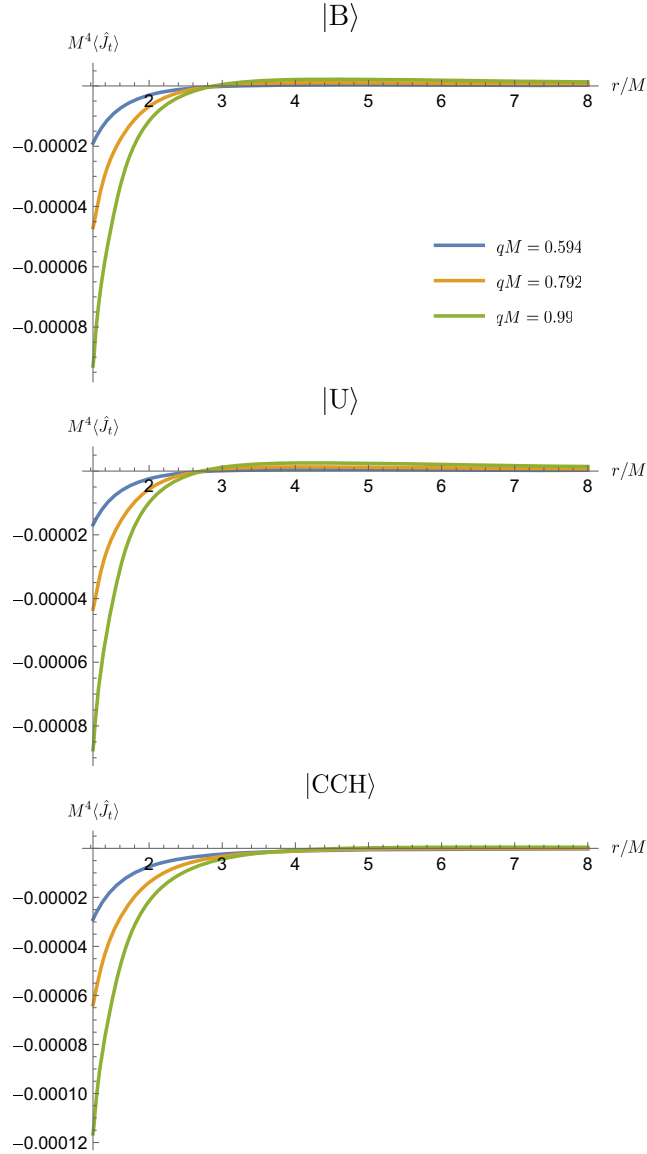 |B⟩
M⁴⟨Ĵₜ⟩
2 3 4 5 6 7 8 r/M
−0.00002
−0.00004
−0.00006
−0.00008
qM = 0.594
qM = 0.792
qM = 0.99
|U⟩
M⁴⟨Ĵₜ⟩
2 3 4 5 6 7 8 r/M
−0.00002
−0.00004
−0.00006
−0.00008
|CCH⟩
M⁴⟨Ĵₜ⟩
2 3 4 5 6 7 8 r/M
−0.00002
−0.00004
−0.00006
−0.00008
−0.00010
−0.00012